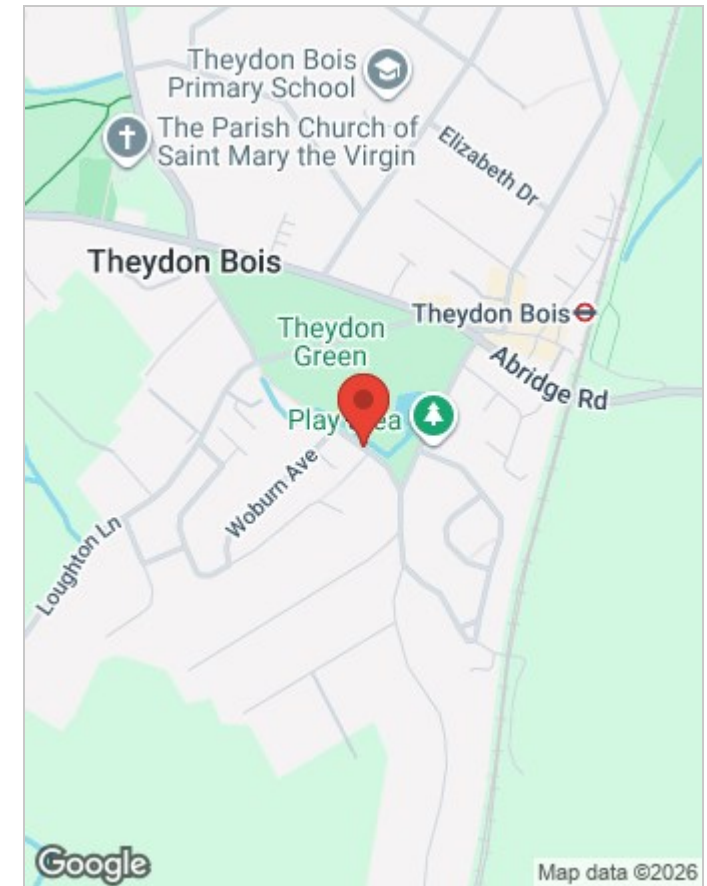 Theydon Bois
Primary School
The Parish Church of
Saint Mary the Virgin
Elizabeth Dr
Theydon Bois
Theydon Bois
Theydon
Green
Abridge Rd
Play
Woburn Ave
Loughton Ln
Google
Map data ©2026